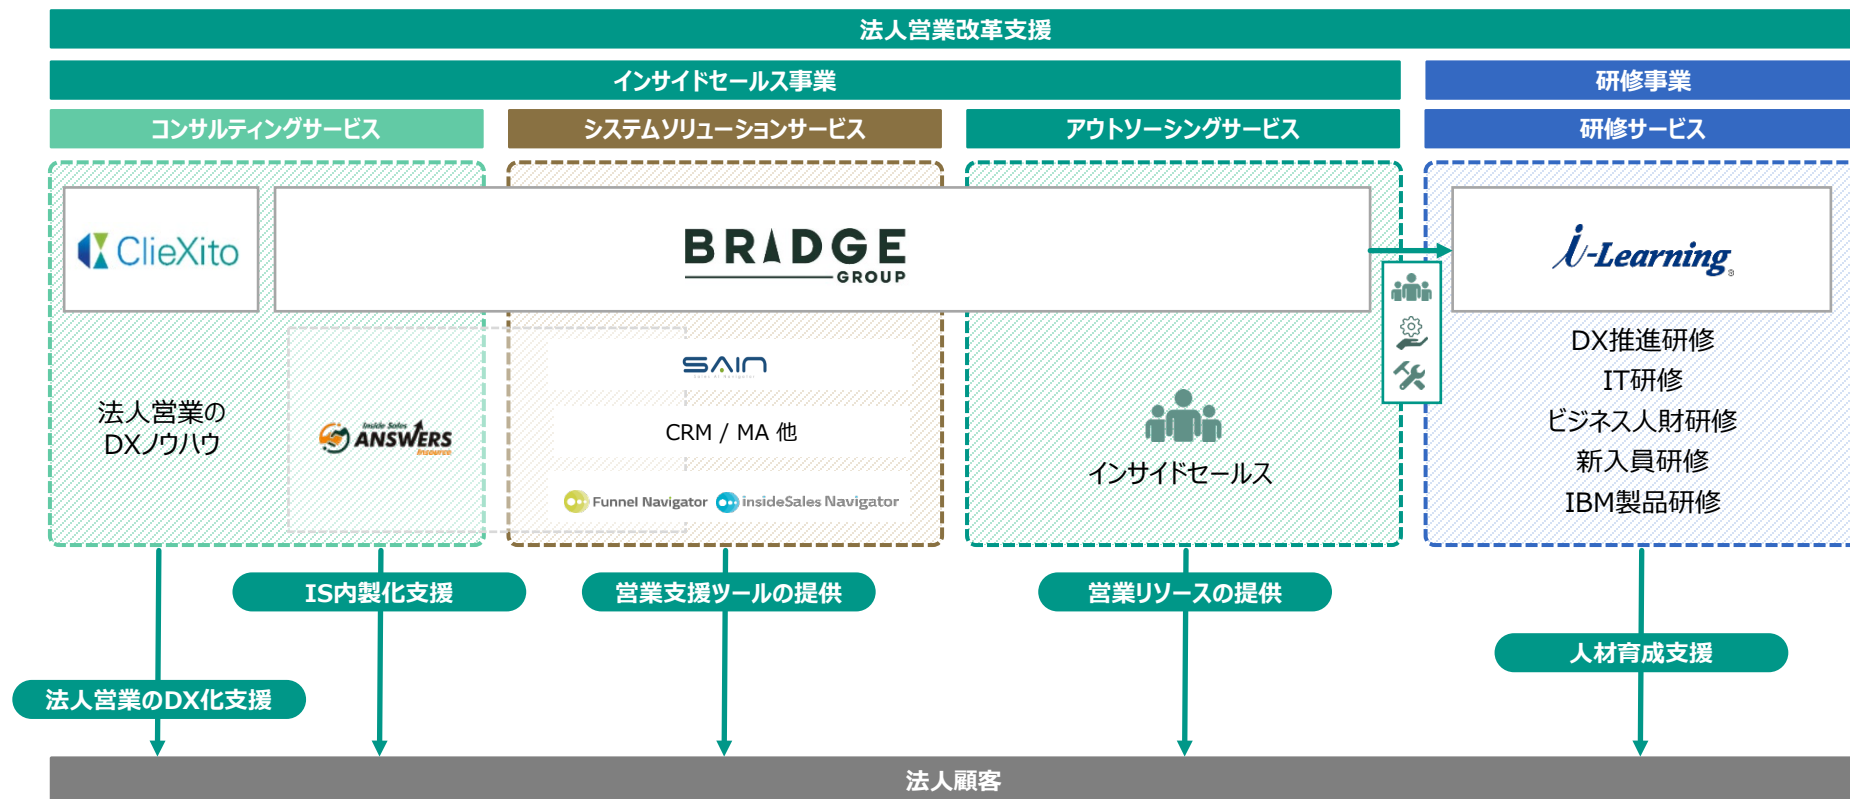 法人営業改革支援
インサイドセールス事業
研修事業
コンサルティングサービス
システムソリューションサービス
アウトソーシングサービス
研修サービス
ClieXito
BRIDGE
GROUP
i-Learning®
法人営業の
DXノウハウ
Inside Sales
ANSWERS
Insource
SAIN
Sales AI Navigator
CRM / MA 他
Funnel Navigator
insideSales Navigator
インサイドセールス
DX推進研修
IT研修
ビジネス人財研修
新入員研修
IBM製品研修
IS内製化支援
営業支援ツールの提供
営業リソースの提供
人材育成支援
法人営業のDX化支援
法人顧客